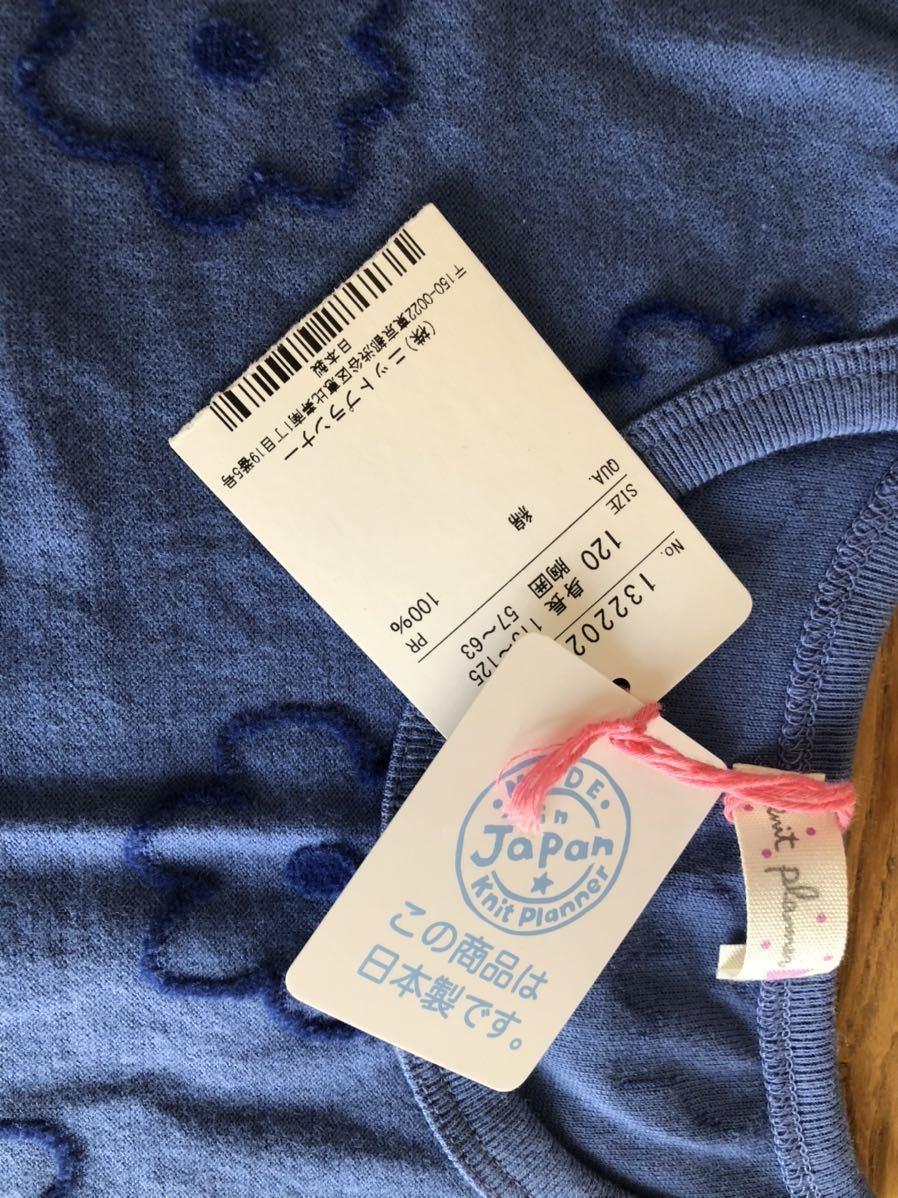 No. 132202
SIZE 120 身長
胸囲 57～63
QUA. PR
綿 100%
(株)ニットプランナー
日本製
〒150-0022東京都渋谷区恵比寿南1丁目19番5号
MADE
in
Japan
Knit Planner
この商品は
日本製です。
knit planner